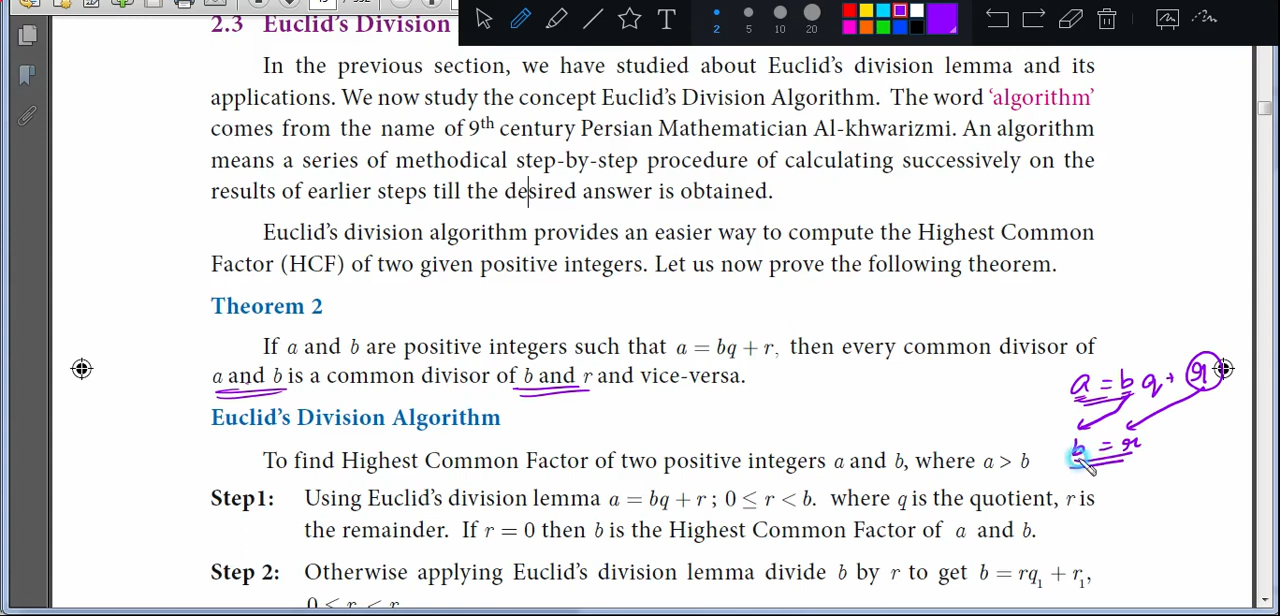 2.3 Euclid's Division
2 5 10 20
In the previous section, we have studied about Euclid's division lemma and its
applications. We now study the concept Euclid's Division Algorithm. The word 'algorithm'
comes from the name of 9th century Persian Mathematician Al-khwarizmi. An algorithm
means a series of methodical step-by-step procedure of calculating successively on the
results of earlier steps till the desired answer is obtained.
Euclid's division algorithm provides an easier way to compute the Highest Common
Factor (HCF) of two given positive integers. Let us now prove the following theorem.
Theorem 2
If a and b are positive integers such that a = bq + r, then every common divisor of
a and b is a common divisor of b and r and vice-versa.
a = b q + r
b = r
Euclid's Division Algorithm
To find Highest Common Factor of two positive integers a and b, where a > b
Step1: Using Euclid's division lemma a = bq + r ; 0 ≤ r < b. where q is the quotient, r is
the remainder. If r = 0 then b is the Highest Common Factor of a and b.
Step 2: Otherwise applying Euclid's division lemma divide b by r to get b = rq₁ + r₁,